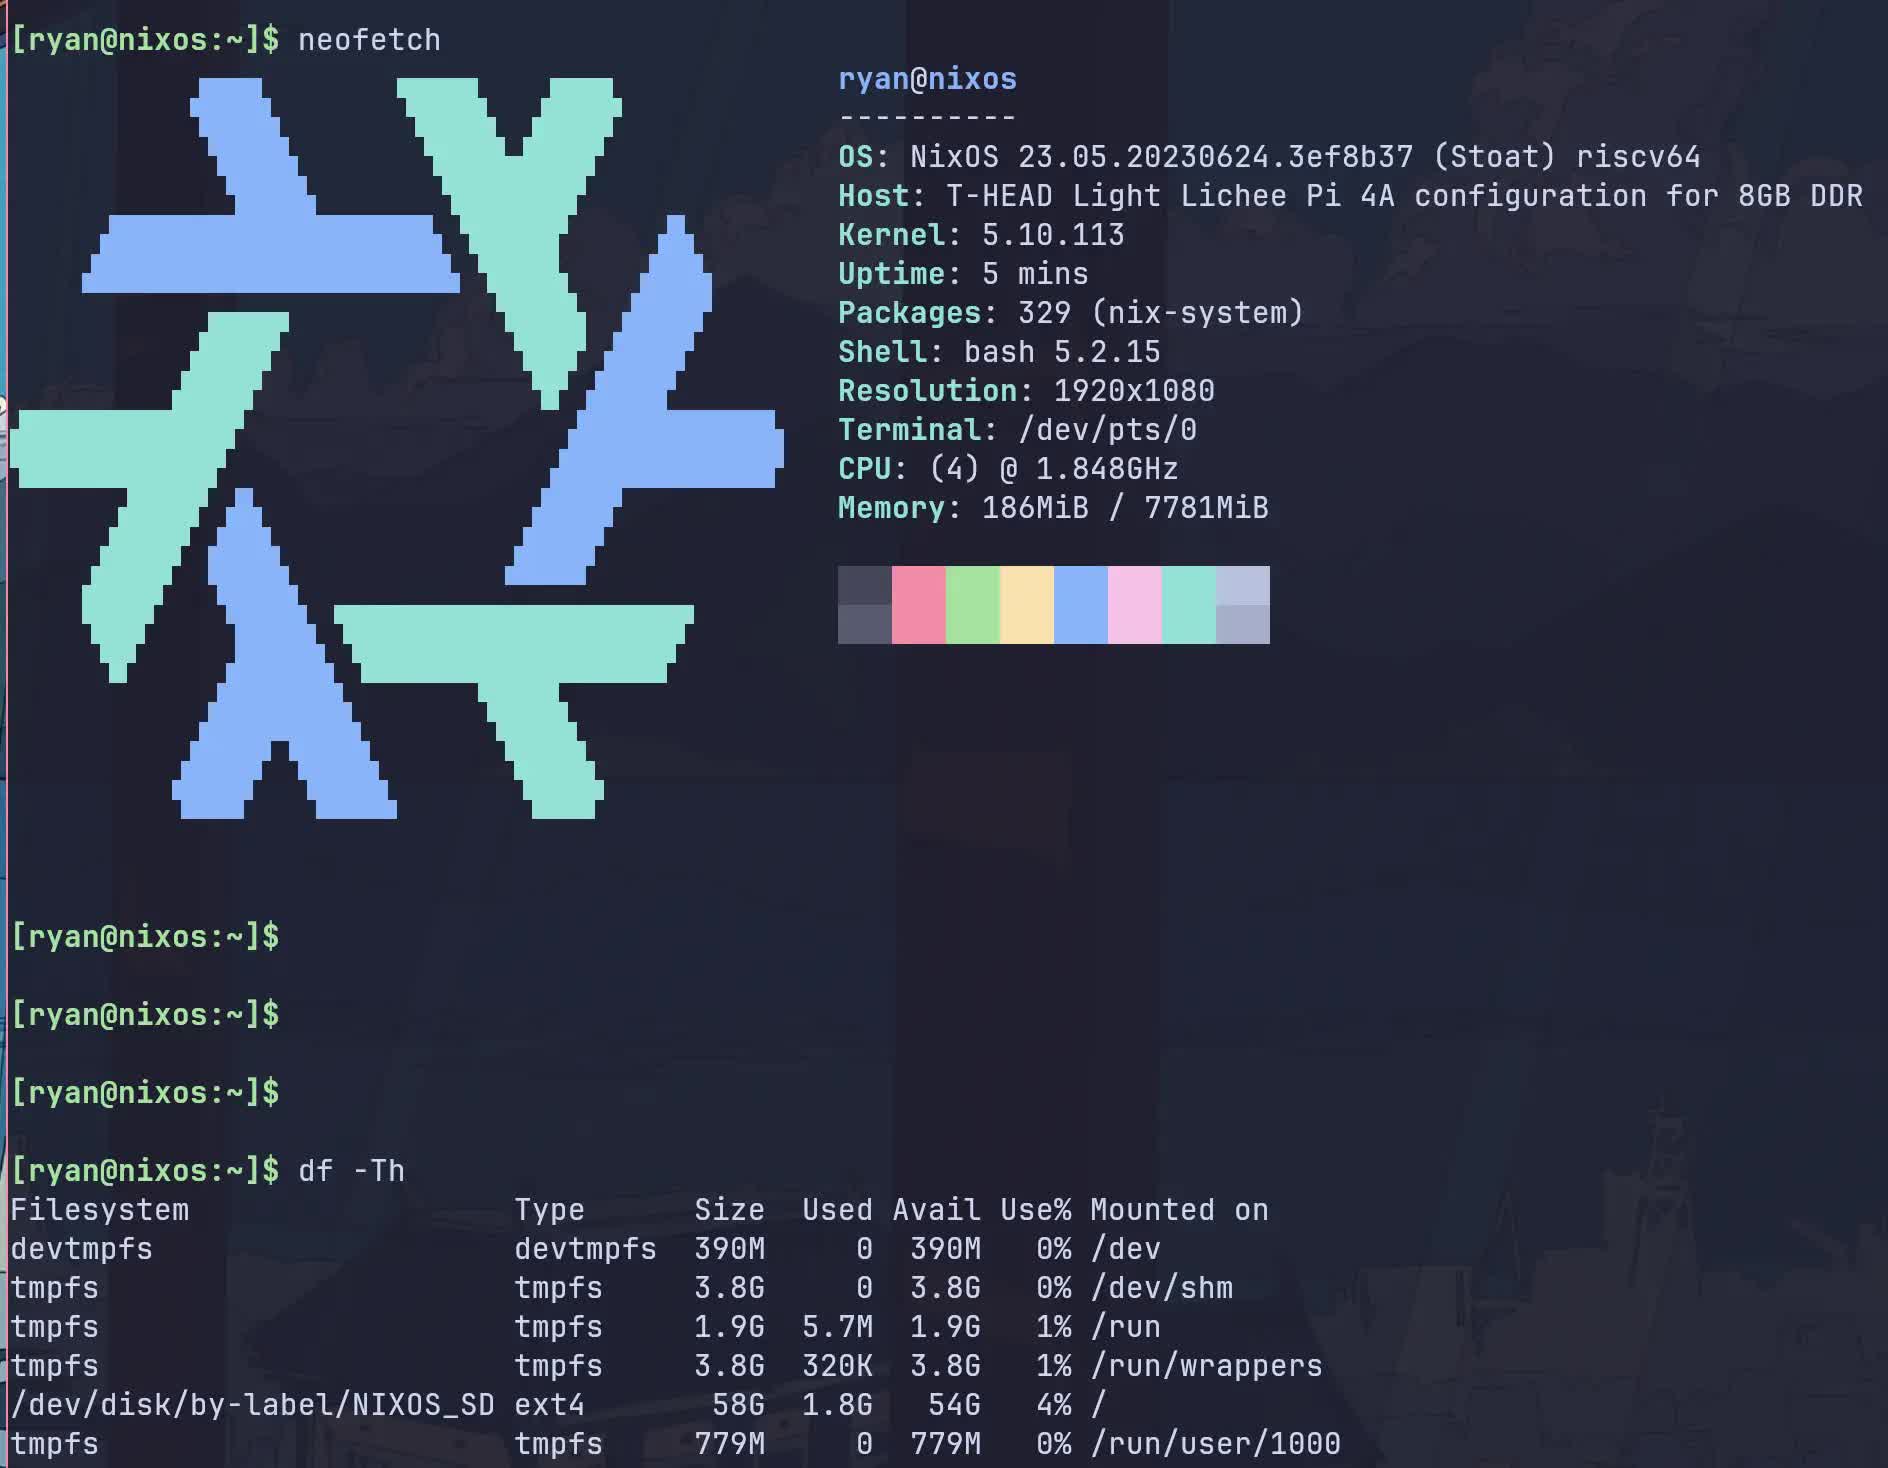 [ryan@nixos:~]$ neofetch
ryan@nixos
----------
OS: NixOS 23.05.20230624.3ef8b37 (Stoat) riscv64
Host: T-HEAD Light Lichee Pi 4A configuration for 8GB DDR
Kernel: 5.10.113
Uptime: 5 mins
Packages: 329 (nix-system)
Shell: bash 5.2.15
Resolution: 1920x1080
Terminal: /dev/pts/0
CPU: (4) @ 1.848GHz
Memory: 186MiB / 7781MiB
[ryan@nixos:~]$
[ryan@nixos:~]$
[ryan@nixos:~]$
[ryan@nixos:~]$ df -Th
Filesystem Type Size Used Avail Use% Mounted on
devtmpfs devtmpfs 390M 0 390M 0% /dev
tmpfs tmpfs 3.8G 0 3.8G 0% /dev/shm
tmpfs tmpfs 1.9G 5.7M 1.9G 1% /run
tmpfs tmpfs 3.8G 320K 3.8G 1% /run/wrappers
/dev/disk/by-label/NIXOS_SD ext4 58G 1.8G 54G 4% /
tmpfs tmpfs 779M 0 779M 0% /run/user/1000